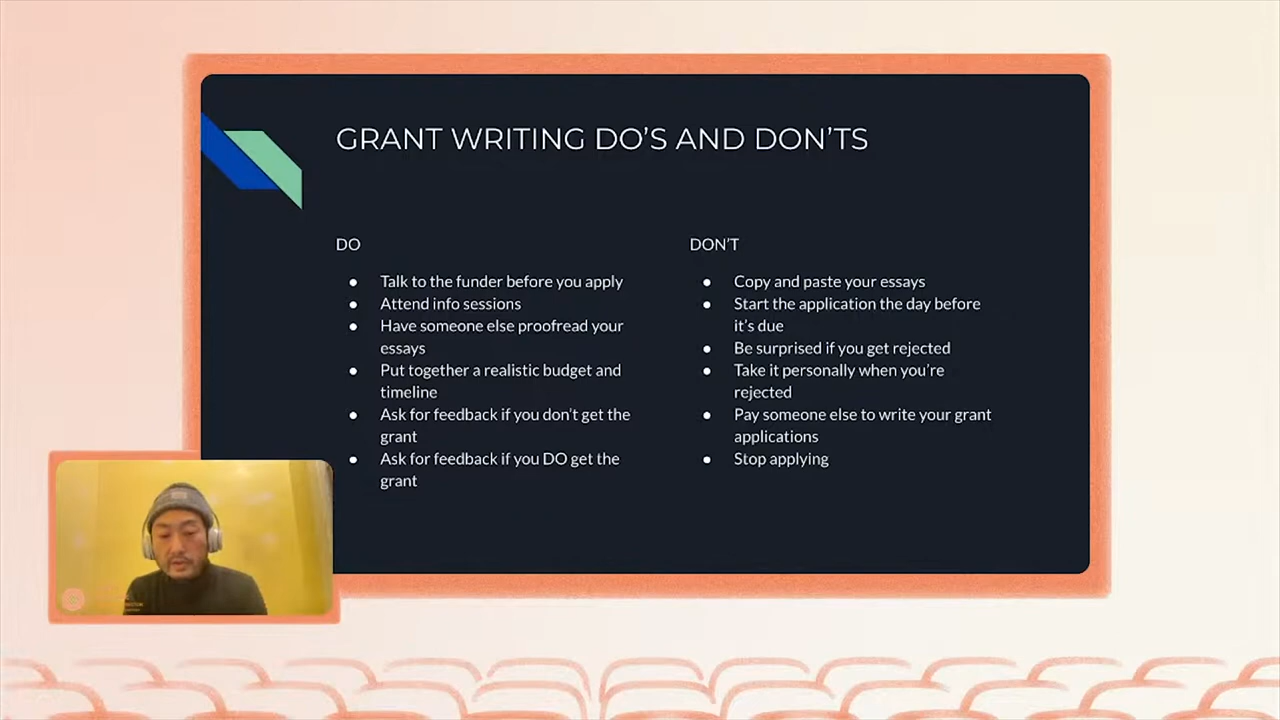 GRANT WRITING DO'S AND DON'TS
DO
● Talk to the funder before you apply
● Attend info sessions
● Have someone else proofread your
essays
● Put together a realistic budget and
timeline
● Ask for feedback if you don't get the
grant
● Ask for feedback if you DO get the
grant
DON'T
● Copy and paste your essays
● Start the application the day before
it's due
● Be surprised if you get rejected
● Take it personally when you're
rejected
● Pay someone else to write your grant
applications
● Stop applying